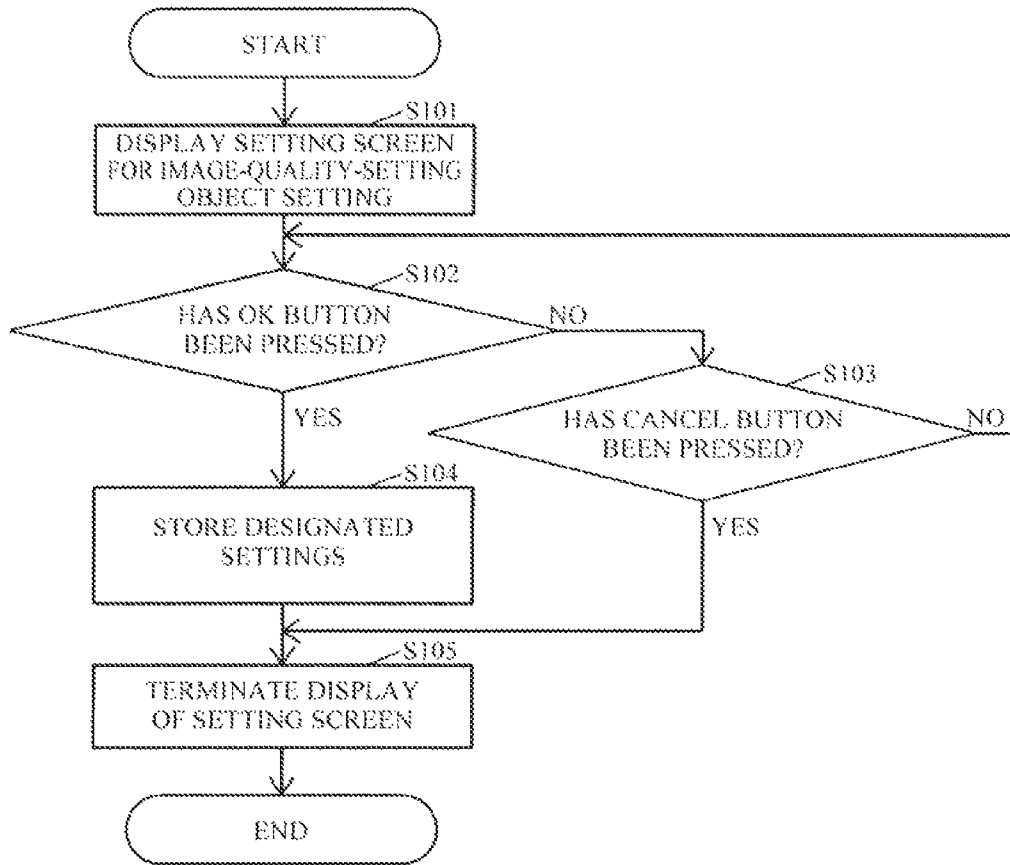 START
S101
DISPLAY SETTING SCREEN
FOR IMAGE-QUALITY-SETTING
OBJECT SETTING
S102
HAS OK BUTTON
BEEN PRESSED?
NO
YES
S103
HAS CANCEL BUTTON
BEEN PRESSED?
NO
YES
S104
STORE DESIGNATED
SETTINGS
S105
TERMINATE DISPLAY
OF SETTING SCREEN
END